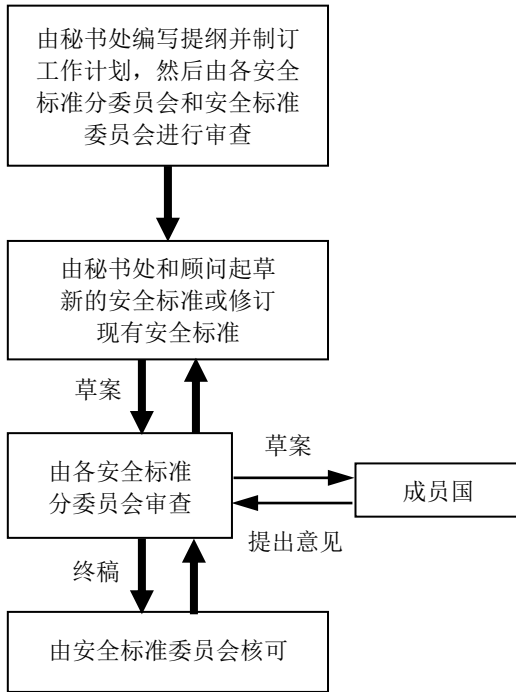 由秘书处编写提纲并制订
工作计划，然后由各安全
标准分委员会和安全标准
委员会进行审查
由秘书处和顾问起草
新的安全标准或修订
现有安全标准
草案
由各安全标准
分委员会审查
草案
成员国
提出意见
终稿
由安全标准委员会核可